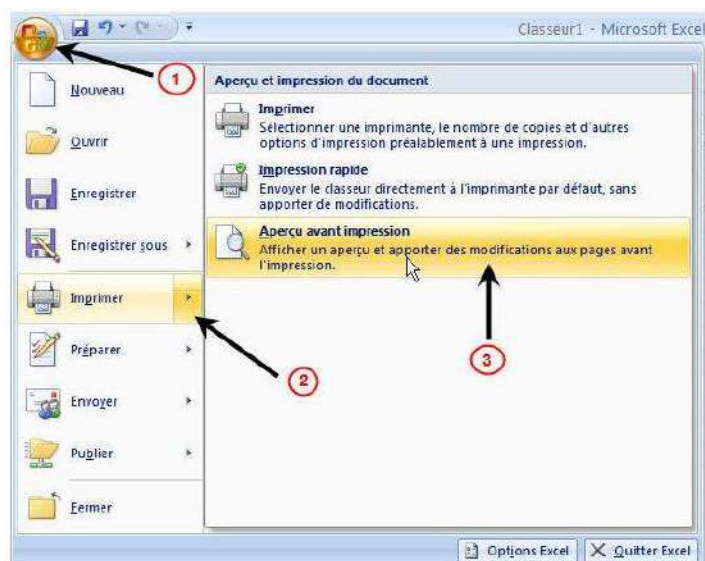 Classeur1 - Microsoft Excel
1
Nouveau
Ouvrir
Enregistrer
Enregistrer sous
Imprimer
Préparer
Envoyer
Publier
Fermer
Aperçu et impression du document
Imprimer
Sélectionner une imprimante, le nombre de copies et d'autres
options d'impression préalablement à une impression.
Impression rapide
Envoyer le classeur directement à l'imprimante par défaut, sans
apporter de modifications.
Aperçu avant impression
Afficher un aperçu et apporter des modifications aux pages avant
l'impression.
2
3
Options Excel
Quitter Excel